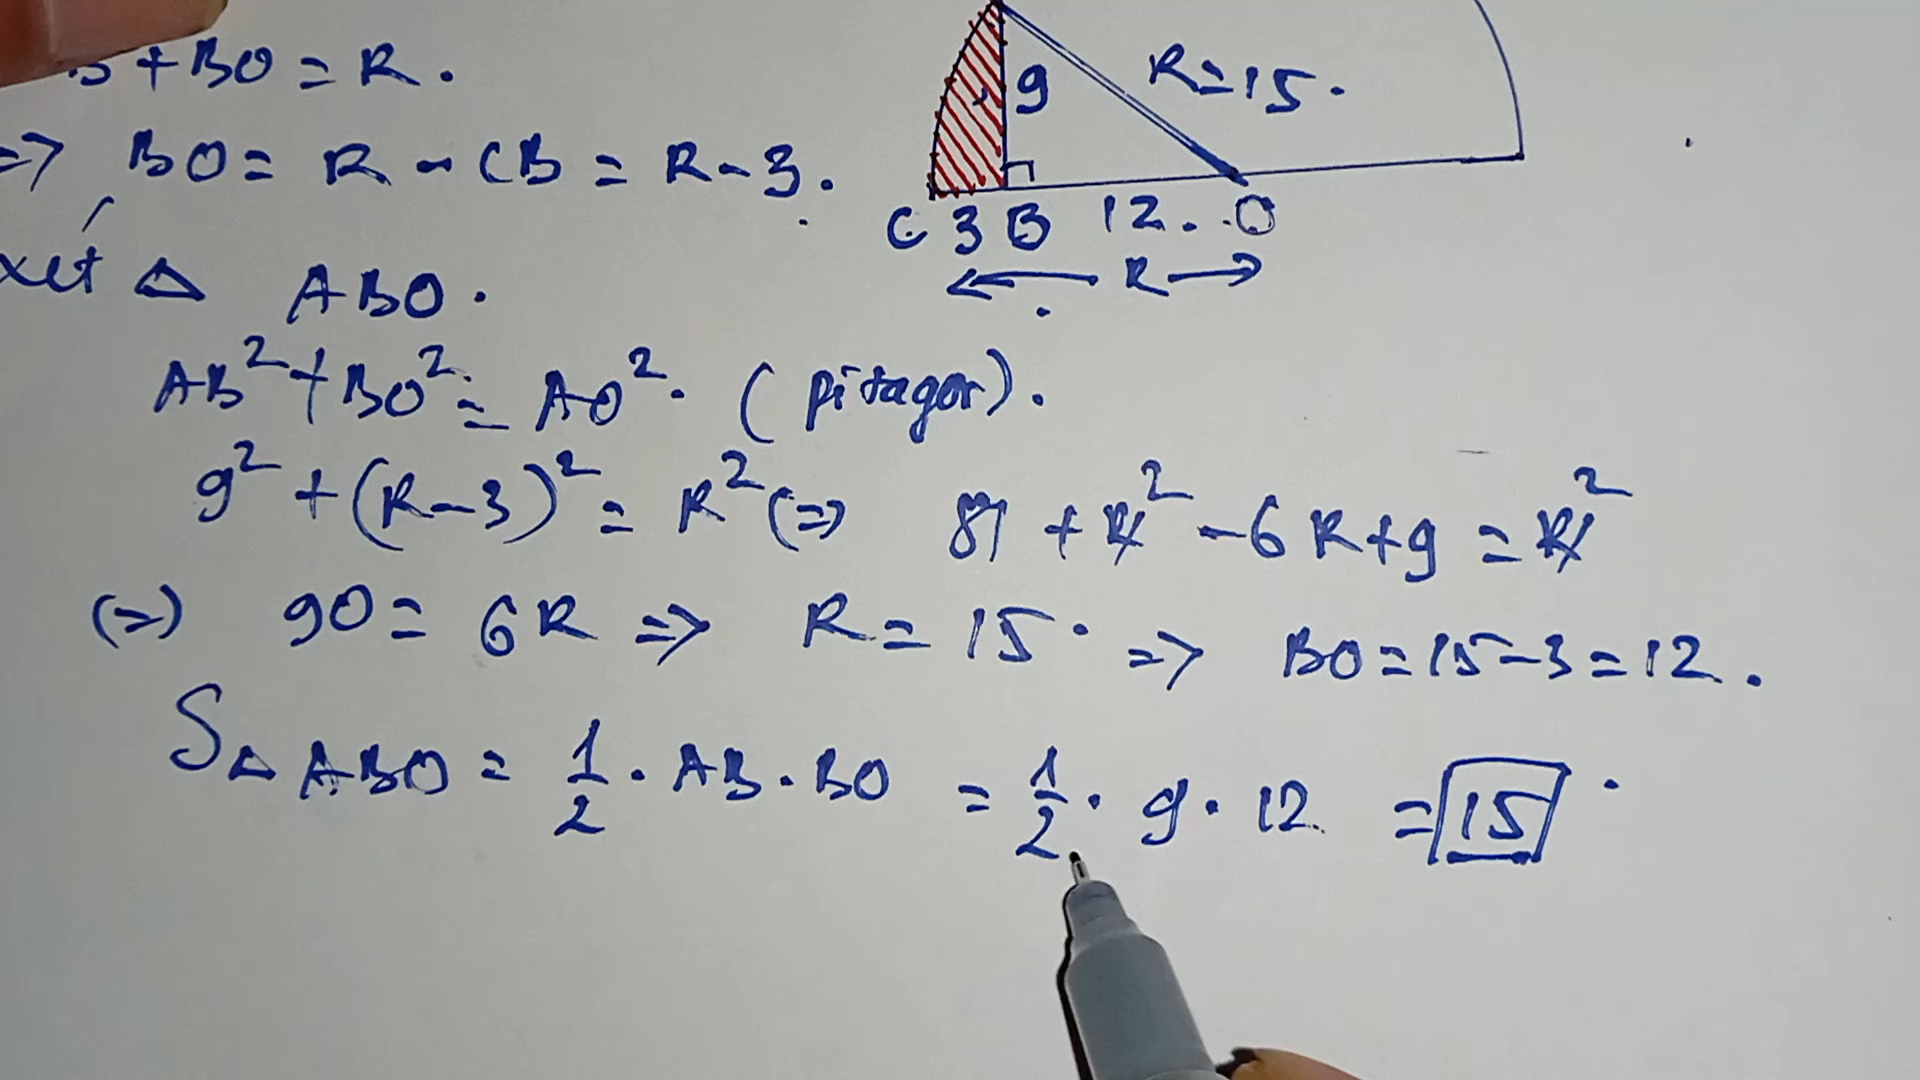 B + BO = R.
=> BO = R - CB = R - 3.
9
R = 15.
C 3 B 12. O
← R →
xét △ ABO.
AB² + BO² = AO². (pitagor).
9² + (R-3)² = R² (=> 81 + R² - 6R + 9 = R²
(=) 90 = 6R => R = 15 => BO = 15 - 3 = 12.
S△ABO = 1/2 . AB . BO = 1/2 . 9 . 12 = 15.